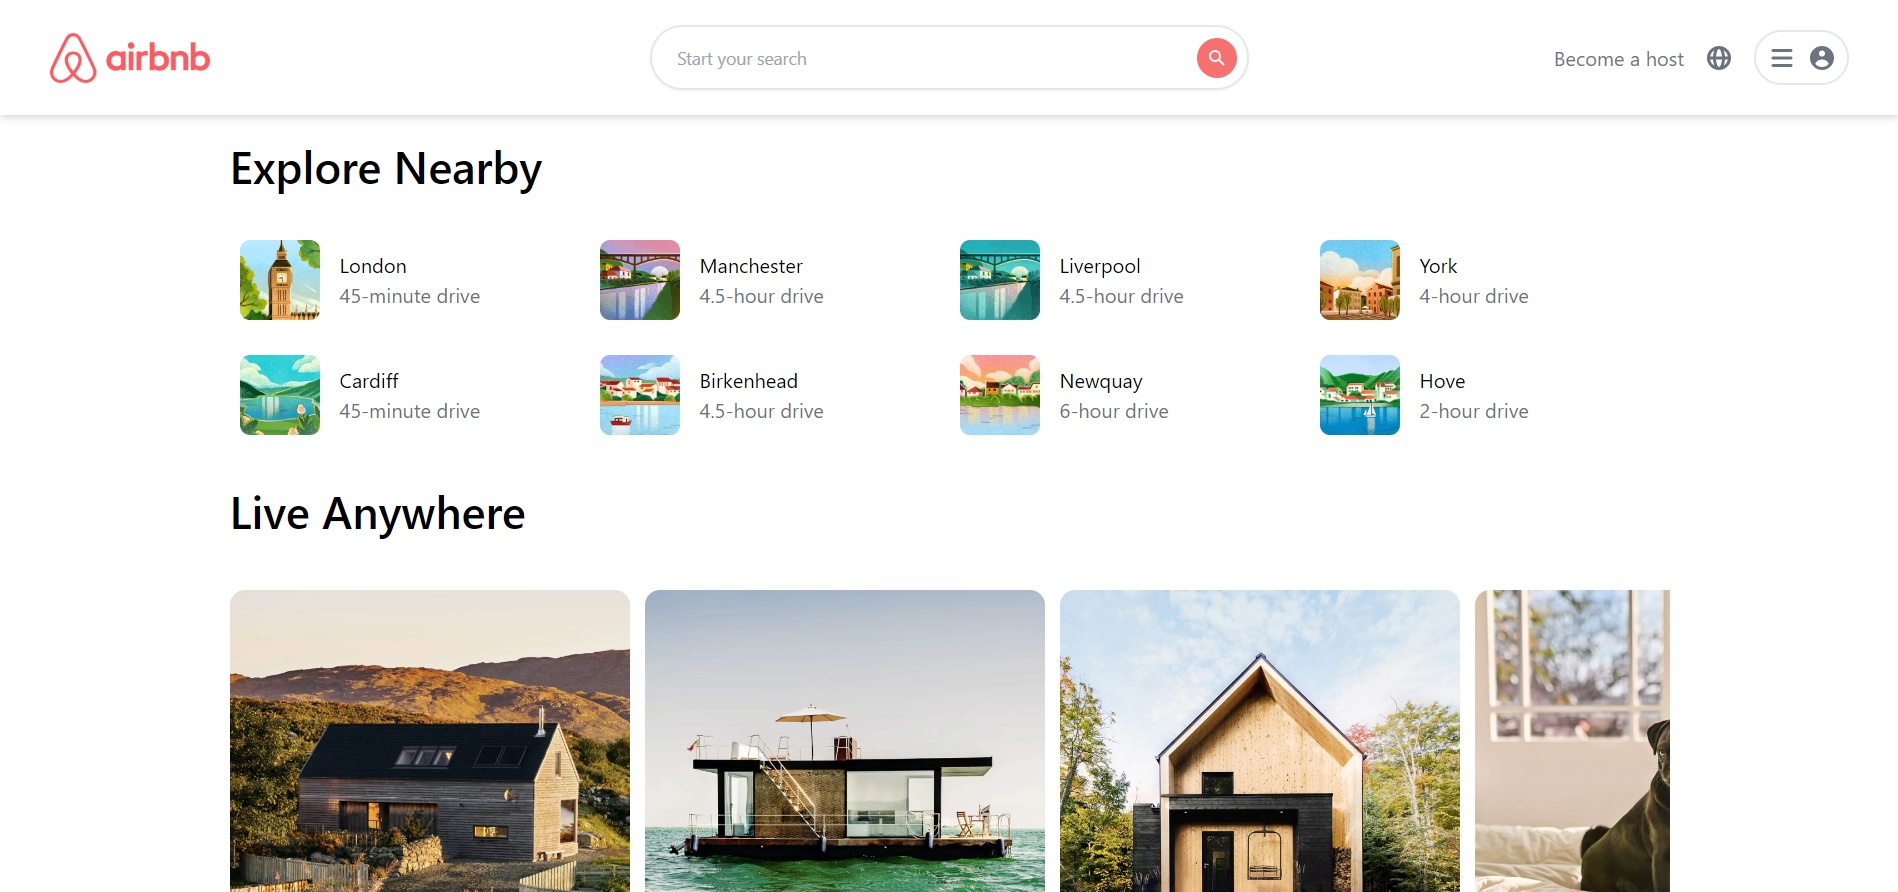 airbnb
Start your search
Become a host
Explore Nearby
London
45-minute drive
Manchester
4.5-hour drive
Liverpool
4.5-hour drive
York
4-hour drive
Cardiff
45-minute drive
Birkenhead
4.5-hour drive
Newquay
6-hour drive
Hove
2-hour drive
Live Anywhere